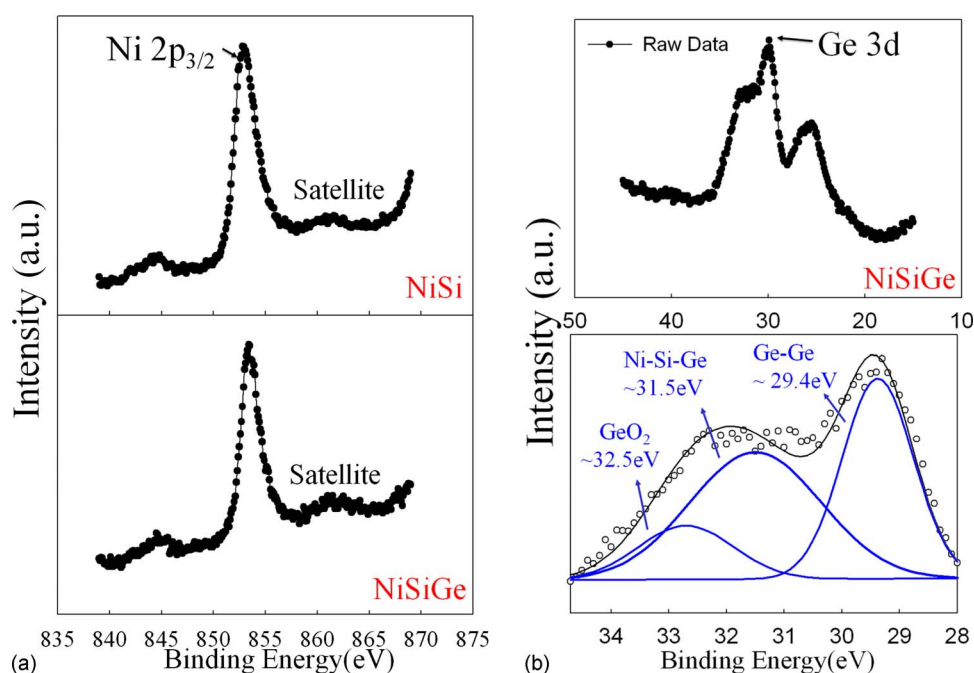 Ni 2p3/2
Satellite
NiSi
Satellite
NiSiGe
Intensity (a.u.)
835 840 845 850 855 860 865 870 875
(a) Binding Energy(eV)
Raw Data
Ge 3d
NiSiGe
50 40 30 20 10
Intensity (a.u.)
Ni-Si-Ge
~31.5eV
Ge-Ge
~ 29.4eV
GeO2
~32.5eV
34 33 32 31 30 29 28
(b) Binding Energy(eV)